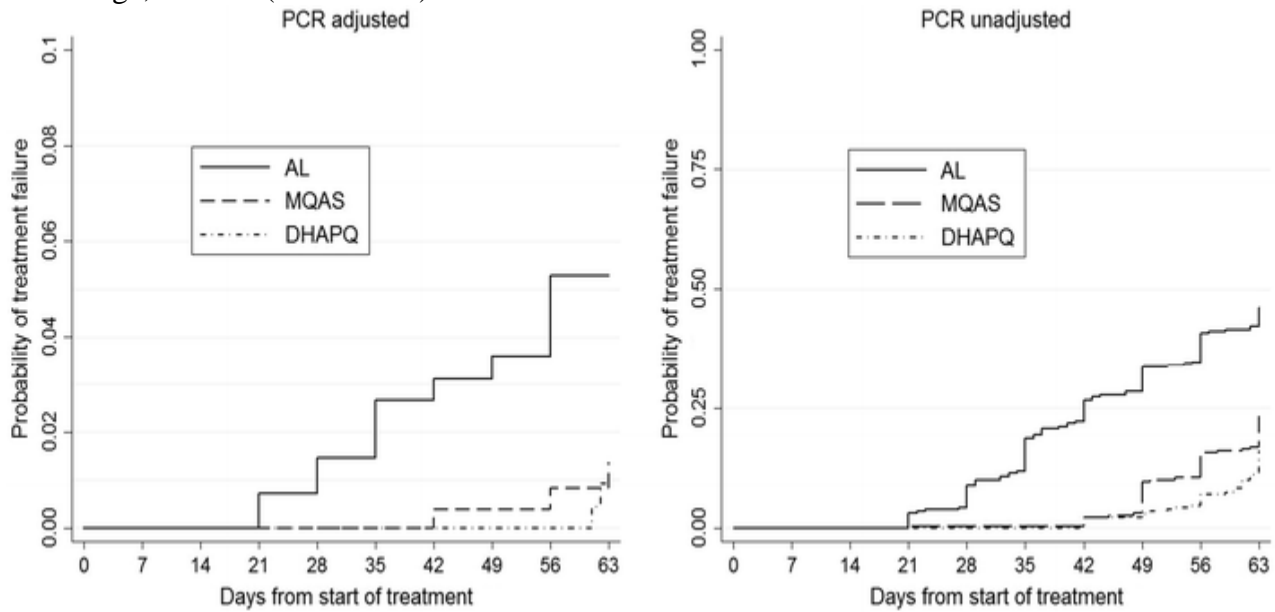 PCR adjusted
0.1
0.08
0.06
0.04
0.02
0.00
Probability of treatment failure
AL
MQAS
DHAPQ
0 7 14 21 28 35 42 49 56 63
Days from start of treatment
PCR unadjusted
1.00
0.75
0.50
0.25
0.00
Probability of treatment failure
AL
MQAS
DHAPQ
0 7 14 21 28 35 42 49 56 63
Days from start of treatment